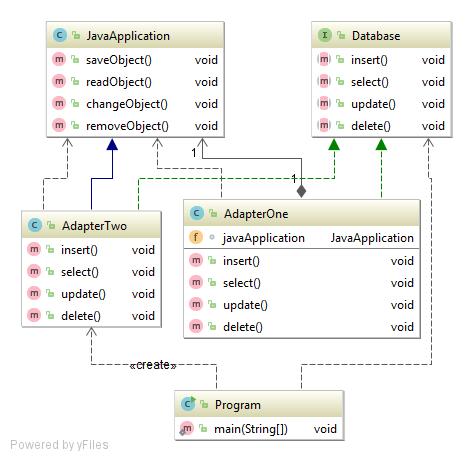 JavaApplication
saveObject() void
readObject() void
changeObject() void
removeObject() void
Database
insert() void
select() void
update() void
delete() void
1
1
AdapterTwo
insert() void
select() void
update() void
delete() void
AdapterOne
javaApplication JavaApplication
insert() void
select() void
update() void
delete() void
«create»
Program
main(String[]) void
Powered by yFiles